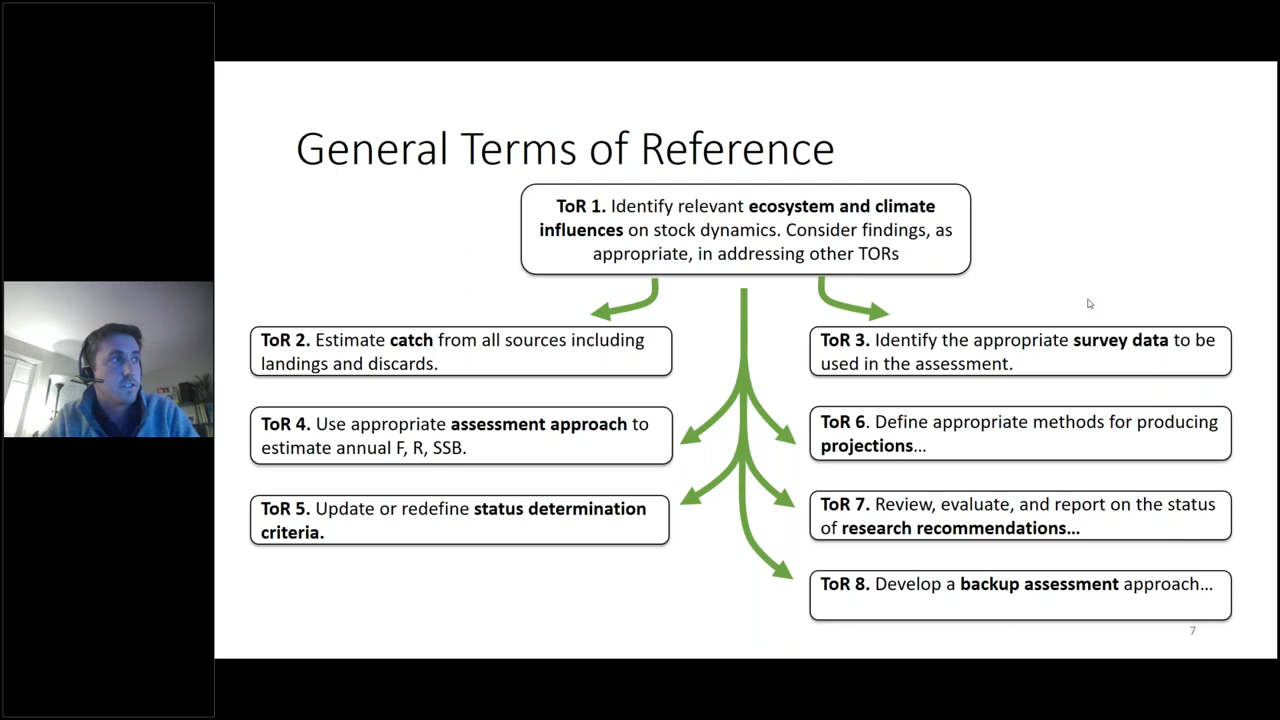 General Terms of Reference
ToR 1. Identify relevant ecosystem and climate
influences on stock dynamics. Consider findings, as
appropriate, in addressing other TORs
ToR 2. Estimate catch from all sources including
landings and discards.
ToR 3. Identify the appropriate survey data to be
used in the assessment.
ToR 4. Use appropriate assessment approach to
estimate annual F, R, SSB.
ToR 6. Define appropriate methods for producing
projections…
ToR 5. Update or redefine status determination
criteria.
ToR 7. Review, evaluate, and report on the status
of research recommendations…
ToR 8. Develop a backup assessment approach…
7